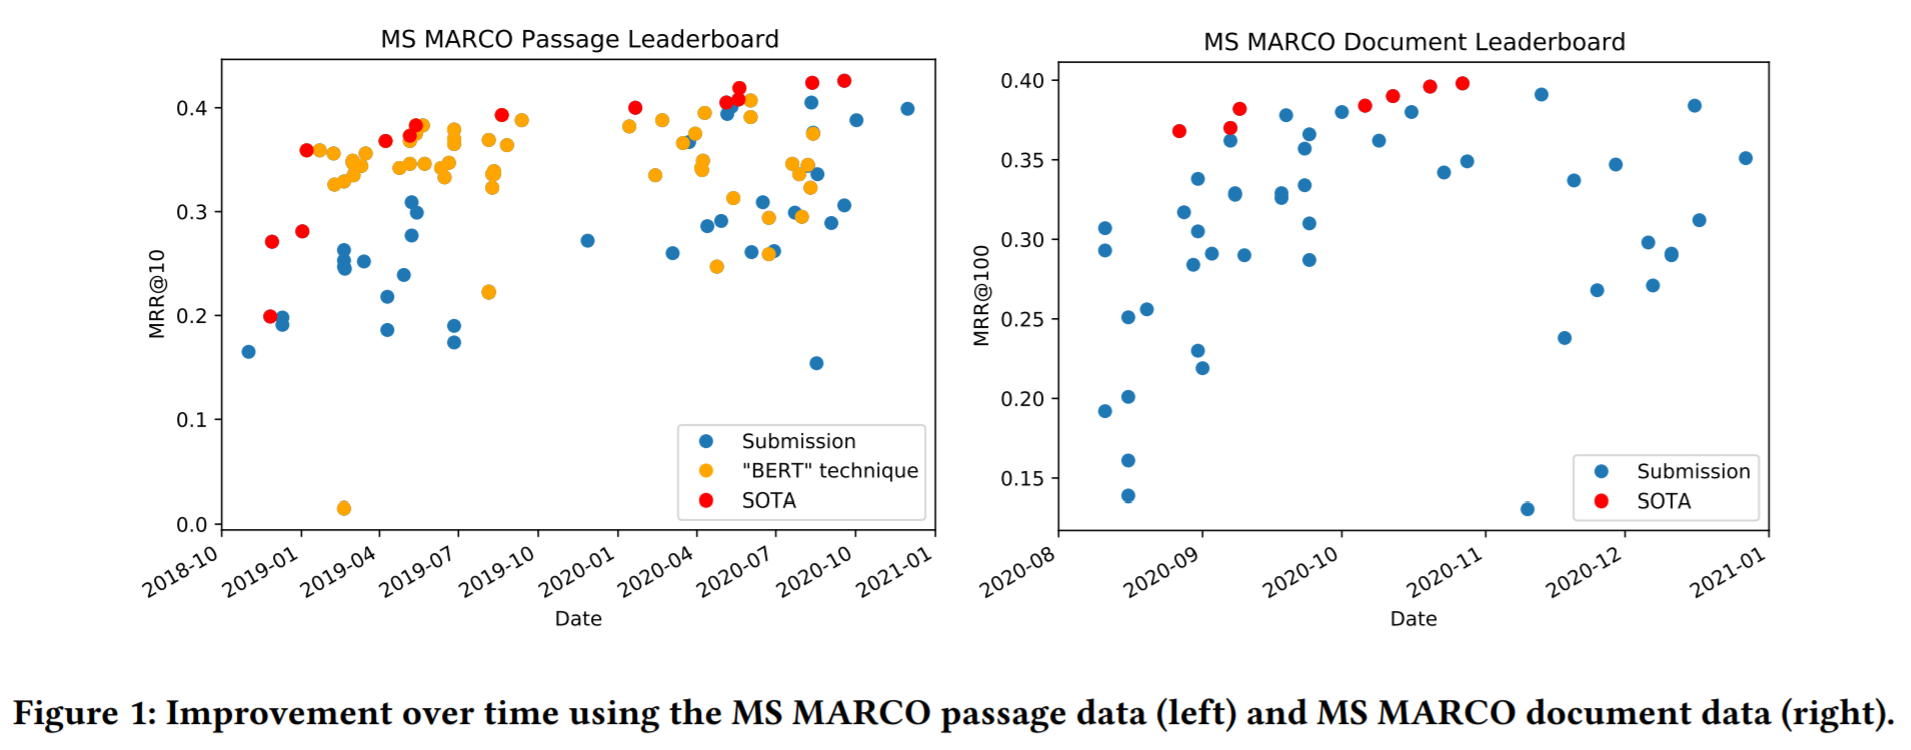 MS MARCO Passage Leaderboard
MRR@10
0.4
0.3
0.2
0.1
0.0
Submission
"BERT" technique
SOTA
2018-10
2019-01
2019-04
2019-07
2019-10
2020-01
2020-04
2020-07
2020-10
2021-01
Date
MS MARCO Document Leaderboard
MRR@100
0.40
0.35
0.30
0.25
0.20
0.15
Submission
SOTA
2020-08
2020-09
2020-10
2020-11
2020-12
2021-01
Date
Figure 1: Improvement over time using the MS MARCO passage data (left) and MS MARCO document data (right).